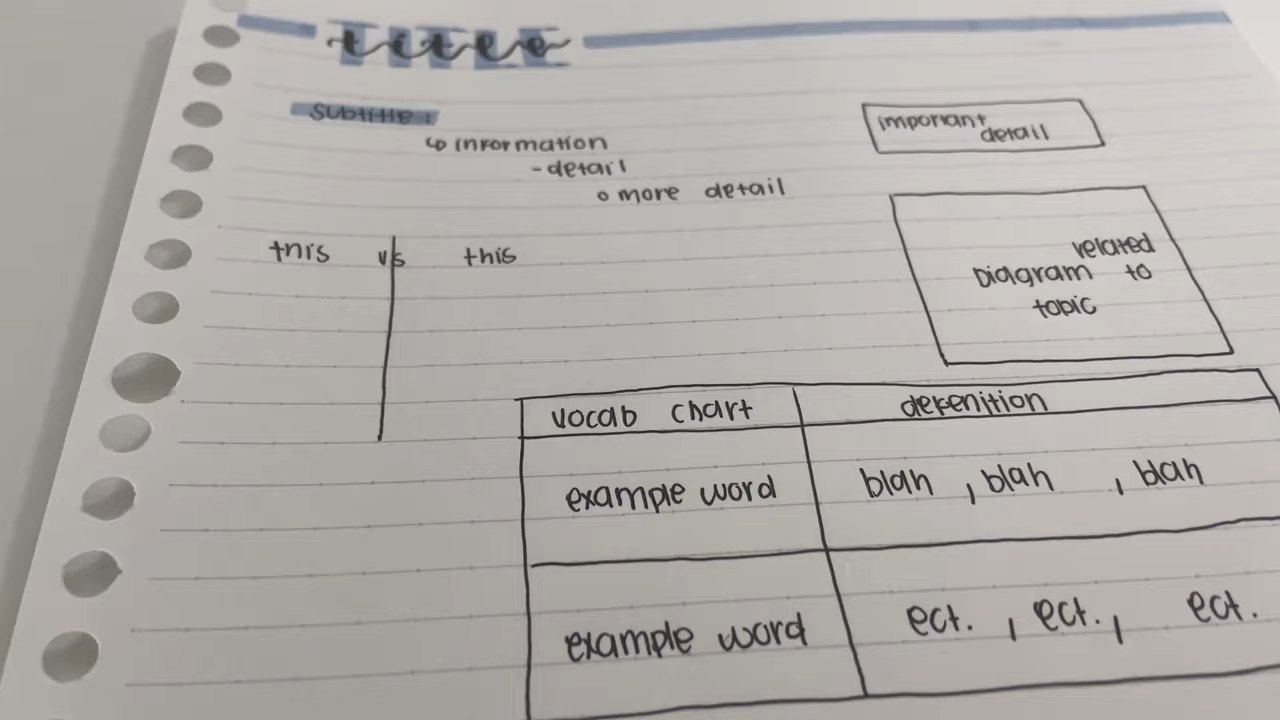 title
TITLE
subtitle:
↳ information
- detail
o more detail
important
detail
this v/s this
related
Diagram to
topic
vocab chart
defenition
example word
blah , blah , blah
example word
ect. , ect. , ect.